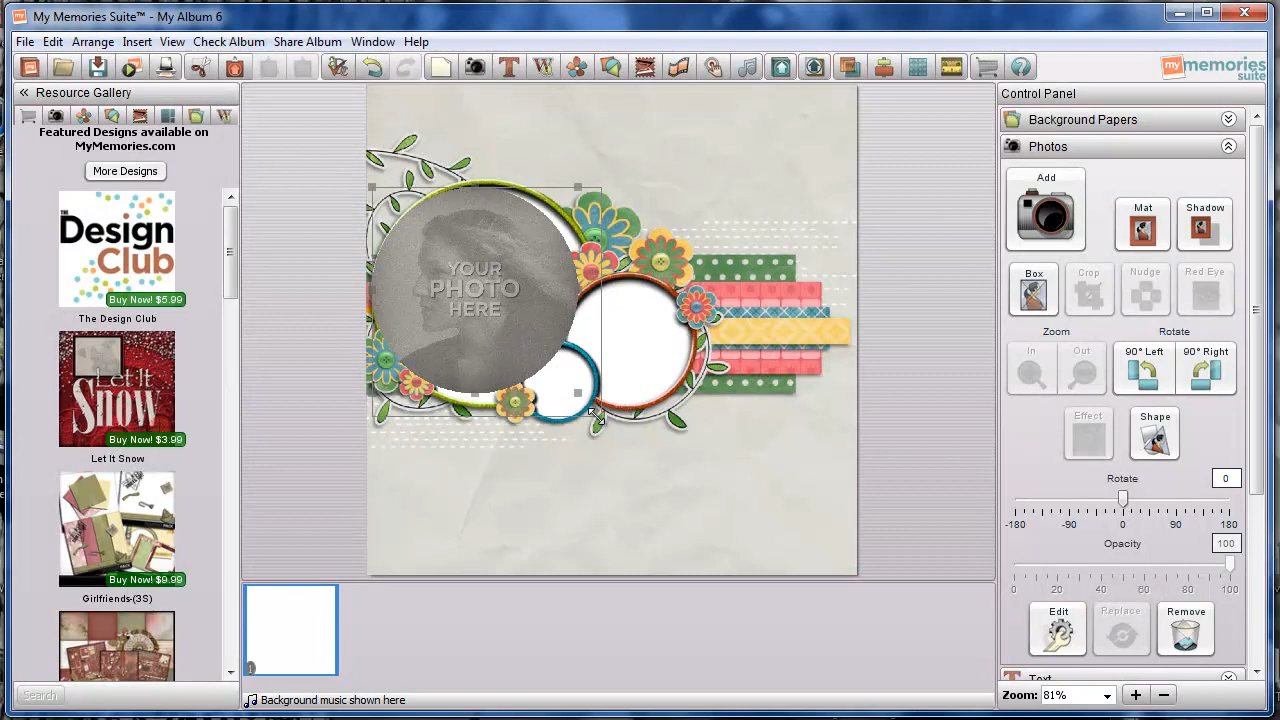 My Memories Suite™ - My Album 6
File Edit Arrange Insert View Check Album Share Album Window Help
my memories suite
« Resource Gallery
Featured Designs available on
MyMemories.com
More Designs
THE
Design
Club
Buy Now! $5.99
The Design Club
LET IT
Snow
Buy Now! $3.99
Let It Snow
Buy Now! $9.99
Girlfriends-(3S)
Search
YOUR
PHOTO
HERE
1
Background music shown here
Control Panel
Background Papers
Photos
Add
Mat Shadow
Box Crop Nudge Red Eye
Zoom Rotate
In Out 90° Left 90° Right
Effect Shape
Rotate 0
-180 -90 0 90 180
Opacity 100
0 20 40 60 80 100
Edit Replace Remove
Text
Zoom: 81%